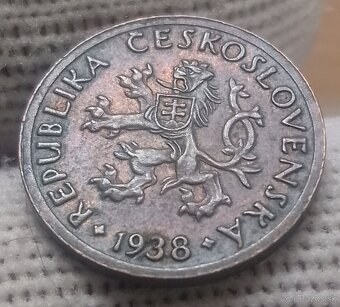 REPUBLIKA ČESKOSLOVENSKÁ
• 1938 •